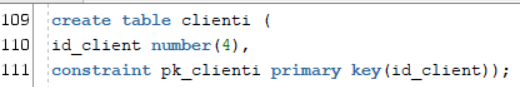 109 create table clienti (
110 id_client number(4),
111 constraint pk_clienti primary key(id_client));